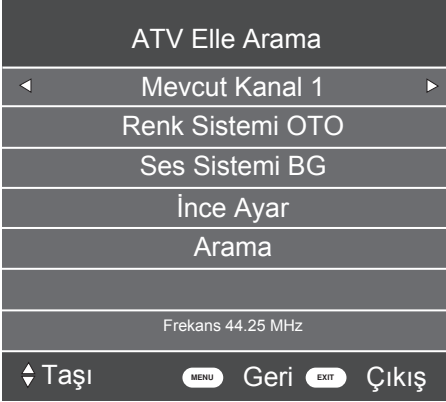 ATV Elle Arama
Mevcut Kanal 1
Renk Sistemi OTO
Ses Sistemi BG
İnce Ayar
Arama
Frekans 44.25 MHz
Taşı MENU Geri EXIT Çıkış